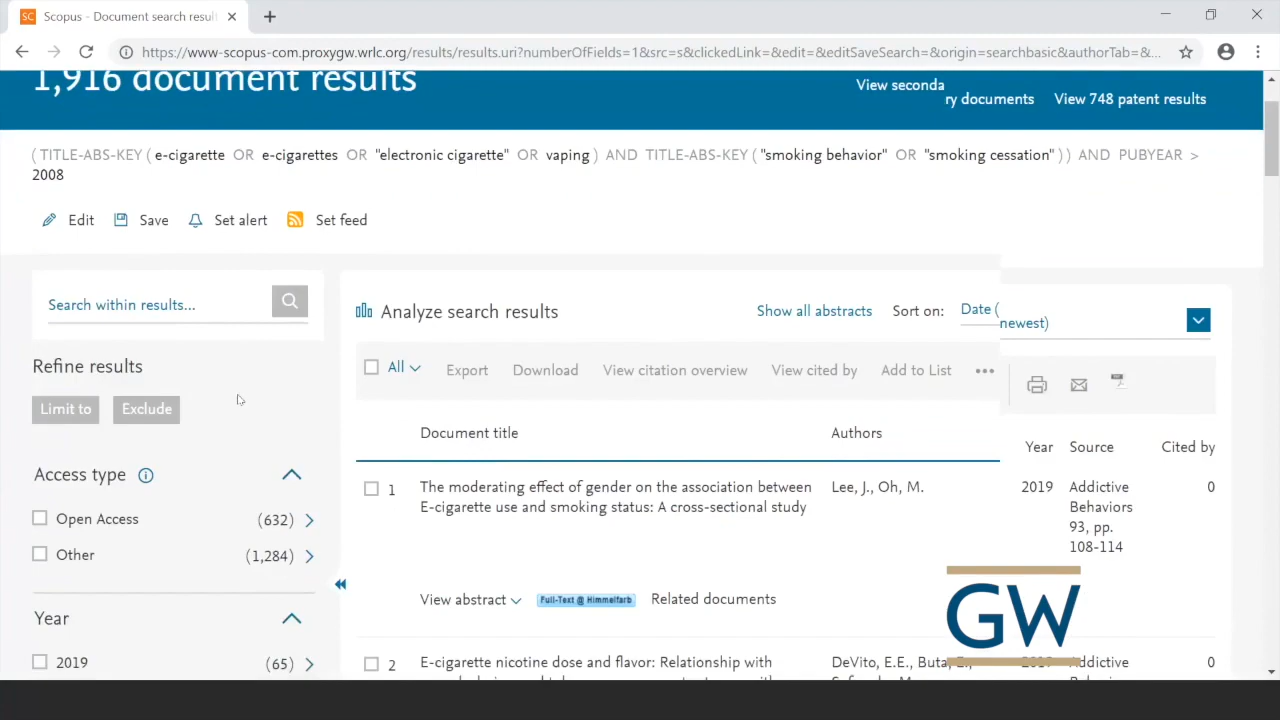 SC Scopus - Document search result
https://www-scopus-com.proxygw.wrlc.org/results/results.uri?numberOfFields=1&src=s&clickedLink=&edit=&editSaveSearch=&origin=searchbasic&authorTab=&...
1,916 document results
View secondary documents View 748 patent results
( TITLE-ABS-KEY ( e-cigarette OR e-cigarettes OR "electronic cigarette" OR vaping ) AND TITLE-ABS-KEY ( "smoking behavior" OR "smoking cessation" ) ) AND PUBYEAR >
2008
Edit Save Set alert Set feed
Search within results...
Refine results
Limit to Exclude
Access type
Open Access (632)
Other (1,284)
Year
2019 (65)
Analyze search results Show all abstracts Sort on: Date (newest)
All Export Download View citation overview View cited by Add to List •••
Document title Authors Year Source Cited by
1 The moderating effect of gender on the association between Lee, J., Oh, M. 2019 Addictive 0
E-cigarette use and smoking status: A cross-sectional study Behaviors
93, pp.
108-114
View abstract Full-Text @ Himmelfarb Related documents
GW
2 E-cigarette nicotine dose and flavor: Relationship with DeVito, E.E., Buta, E., 2019 Addictive 0